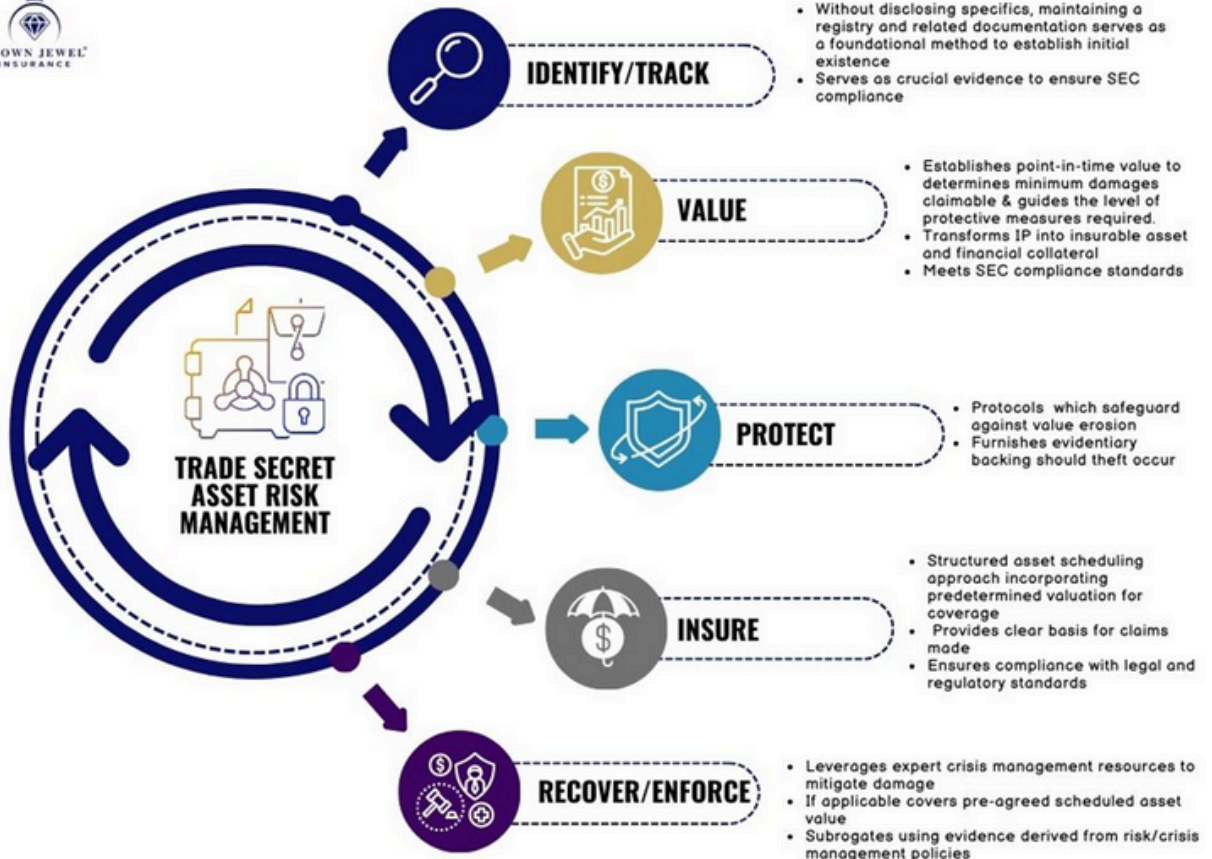 OWN JEWEL®
INSURANCE
IDENTIFY/TRACK
• Without disclosing specifics, maintaining a
registry and related documentation serves as
a foundational method to establish initial
existence
• Serves as crucial evidence to ensure SEC
compliance
VALUE
• Establishes point-in-time value to
determines minimum damages
claimable & guides the level of
protective measures required.
• Transforms IP into insurable asset
and financial collateral
• Meets SEC compliance standards
TRADE SECRET
ASSET RISK
MANAGEMENT
PROTECT
• Protocols which safeguard
against value erosion
• Furnishes evidentiary
backing should theft occur
INSURE
• Structured asset scheduling
approach incorporating
predetermined valuation for
coverage
• Provides clear basis for claims
made
• Ensures compliance with legal and
regulatory standards
RECOVER/ENFORCE
• Leverages expert crisis management resources to
mitigate damage
• If applicable covers pre-agreed scheduled asset
value
• Subrogates using evidence derived from risk/crisis
management policies